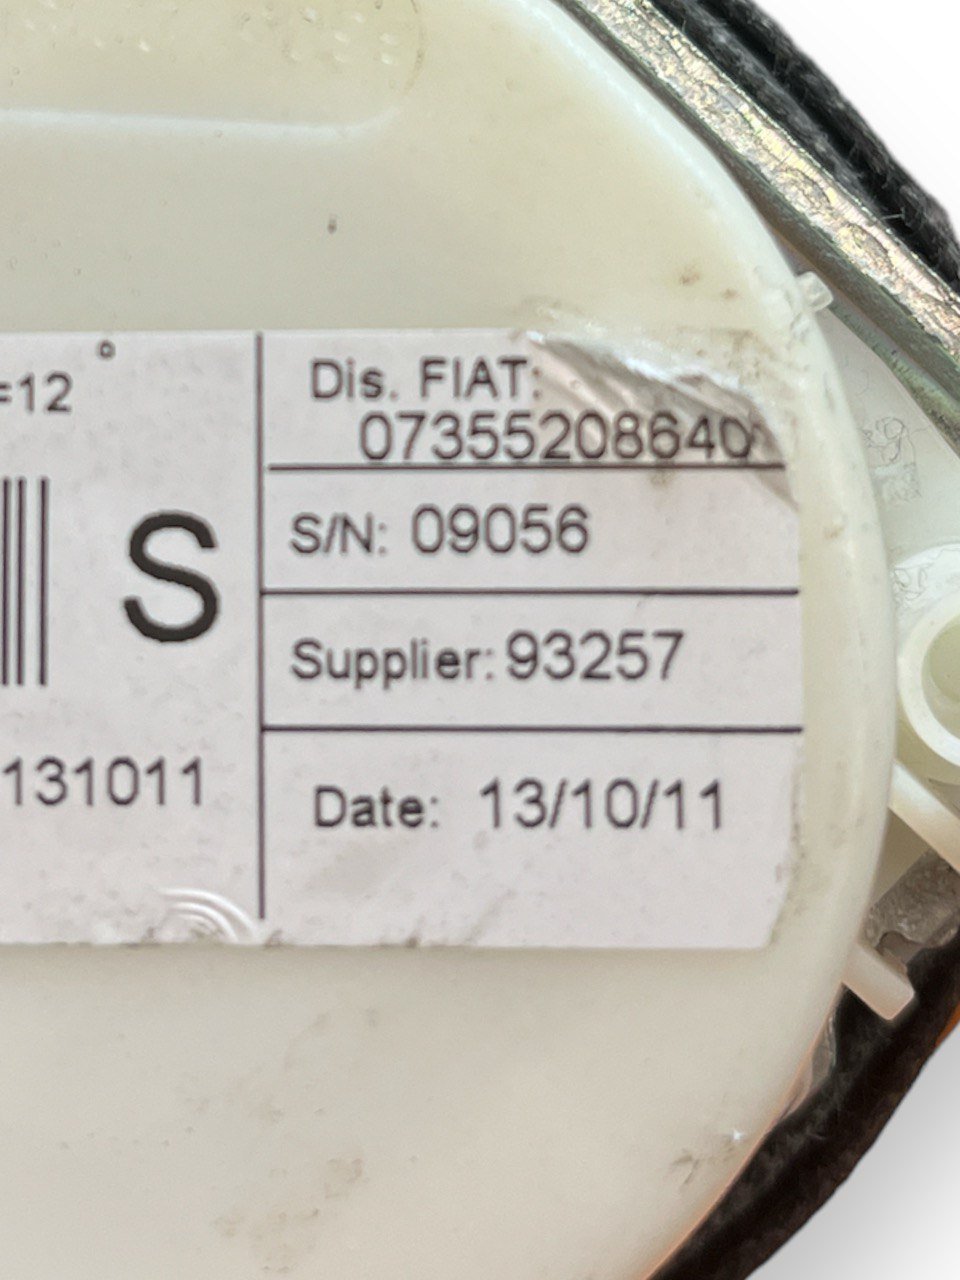 =12°
Dis. FIAT:
07355208640
S
S/N: 09056
Supplier: 93257
131011
Date: 13/10/11